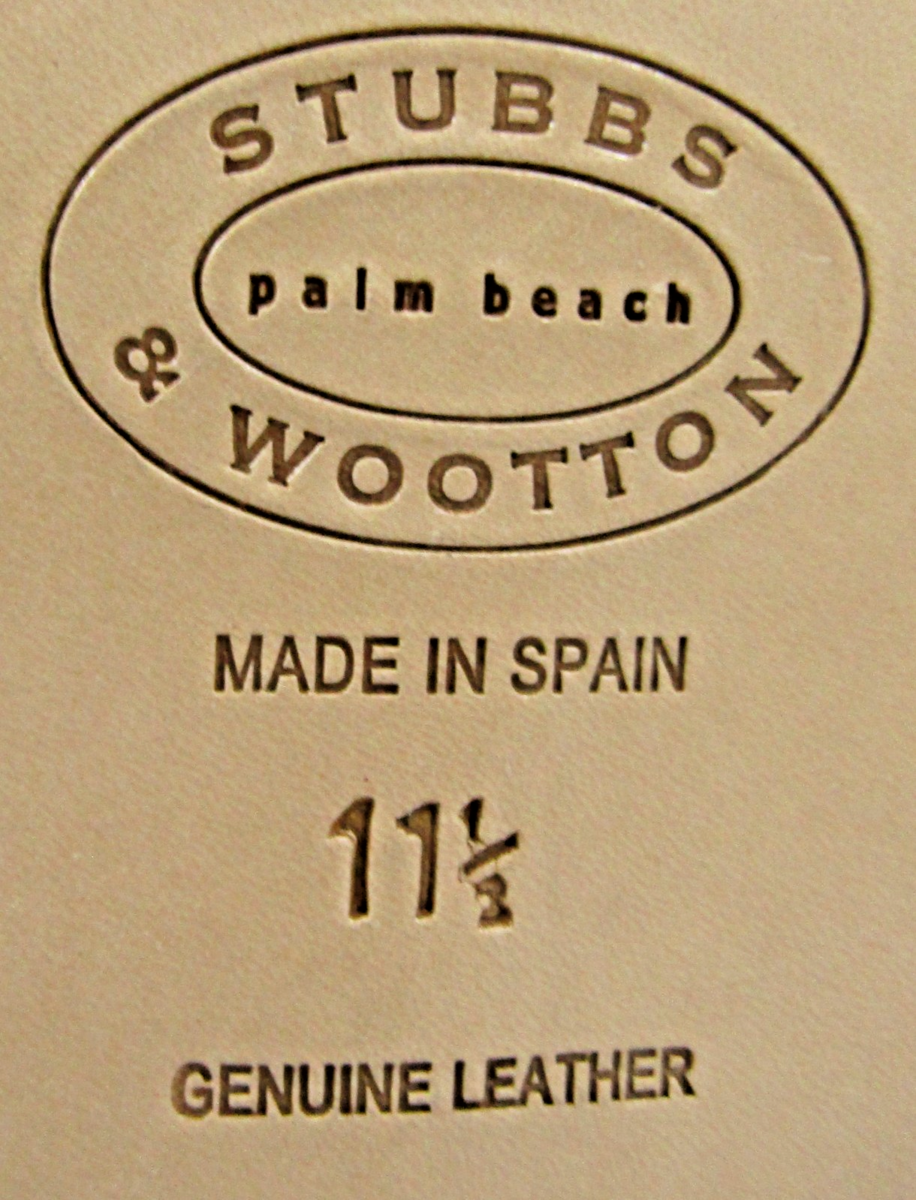 STUBBS
palm beach
& WOOTTON
MADE IN SPAIN
11½
GENUINE LEATHER